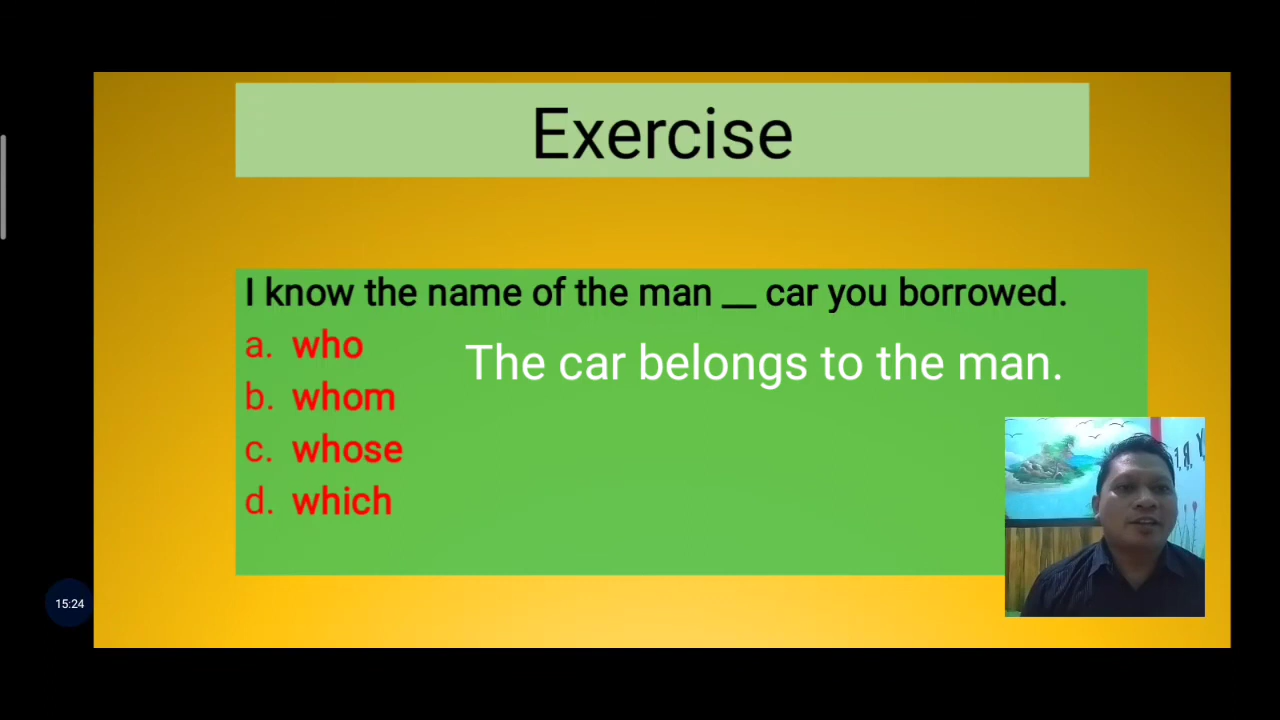 Exercise
I know the name of the man __ car you borrowed.
a. who
The car belongs to the man.
b. whom
c. whose
d. which
15:24